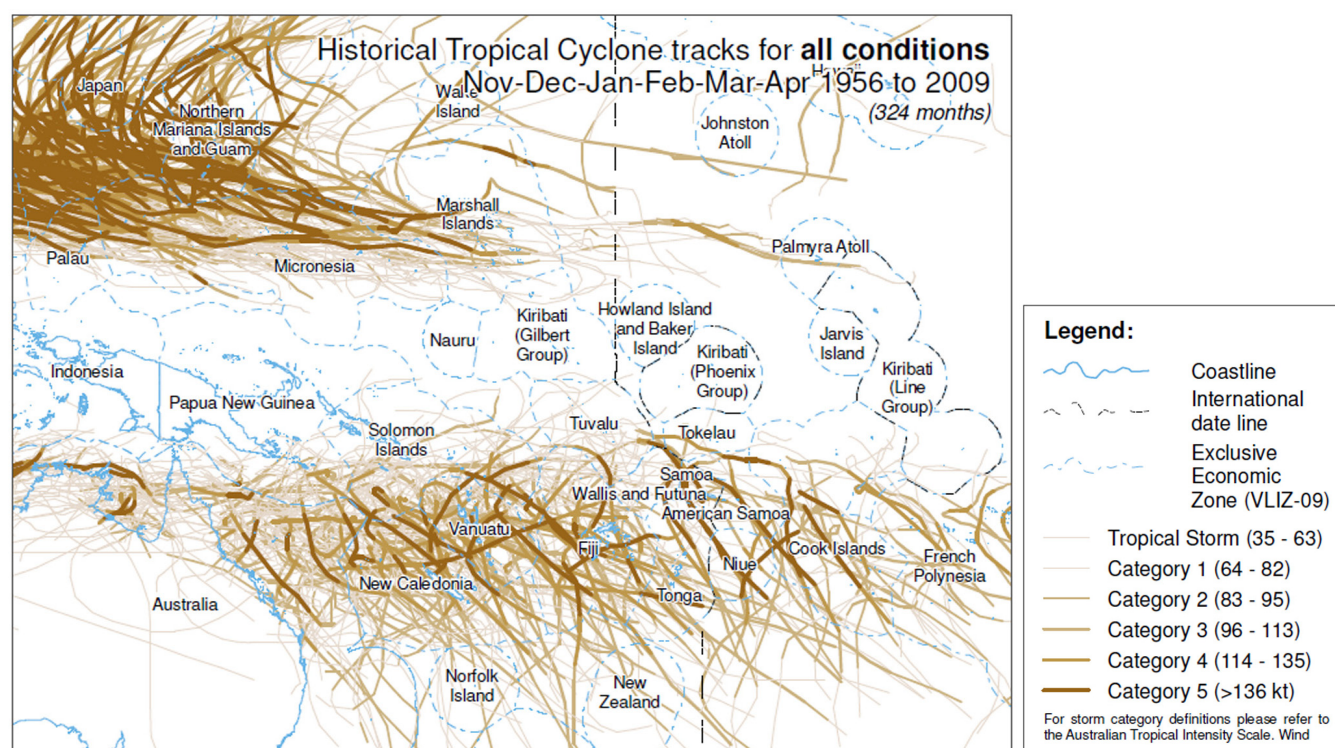 Historical Tropical Cyclone tracks for all conditions
Nov-Dec-Jan-Feb-Mar-Apr 1956 to 2009
(324 months)
Japan
Northern
Mariana Islands
and Guam
Island
Johnston
Atoll
Marshall
Islands
Palmyra Atoll
Palau
Micronesia
Nauru
Kiribati
(Gilbert
Group)
Howland Island
and Baker
Island
Kiribati
(Phoenix
Group)
Jarvis
Island
Kiribati
(Line
Group)
Indonesia
Papua New Guinea
Solomon
Islands
Tuvalu
Tokelau
Samoa
Wallis and Futuna
American Samoa
Vanuatu
Fiji
Niue
Cook Islands
French
Polynesia
New Caledonia
Tonga
Australia
Norfolk
Island
New
Zealand
Legend:
Coastline
International
date line
Exclusive
Economic
Zone (VLIZ-09)
Tropical Storm (35 - 63)
Category 1 (64 - 82)
Category 2 (83 - 95)
Category 3 (96 - 113)
Category 4 (114 - 135)
Category 5 (>136 kt)
For storm category definitions please refer to
the Australian Tropical Intensity Scale. Wind